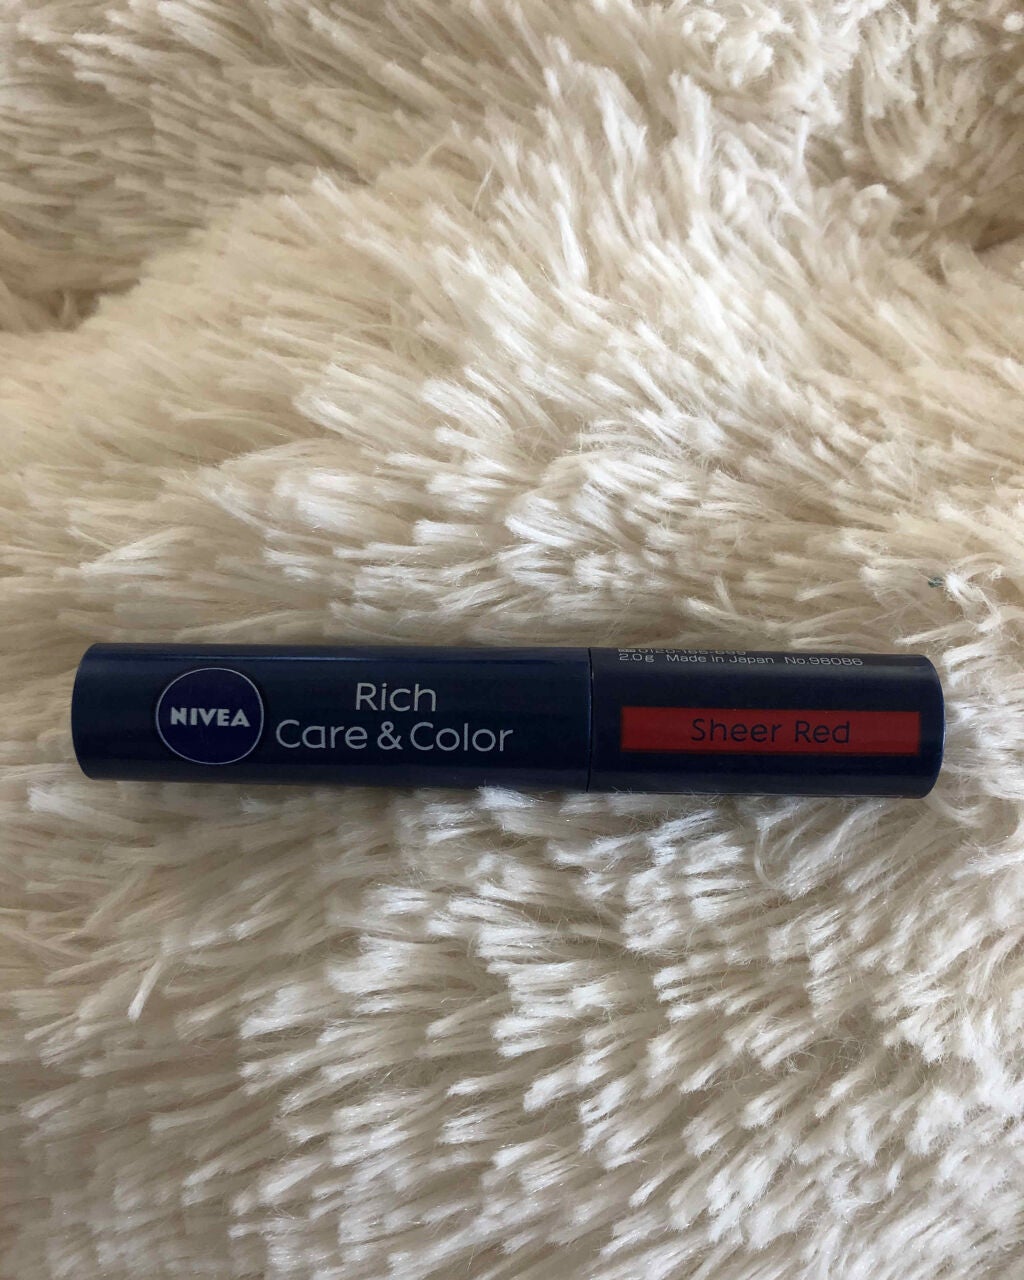 NIVEA
Rich
Care & Color
2.0g Made in Japan No.98086
Sheer Red